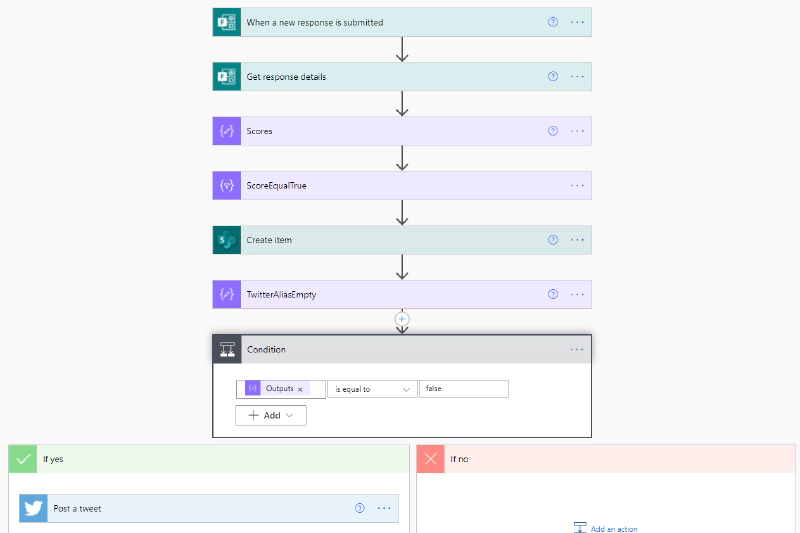 When a new response is submitted
Get response details
Scores
ScoreEqualTrue
Create item
TwitterAliasEmpty
Condition
Outputs x is equal to false
+ Add
If yes
If no
Post a tweet
Add an action